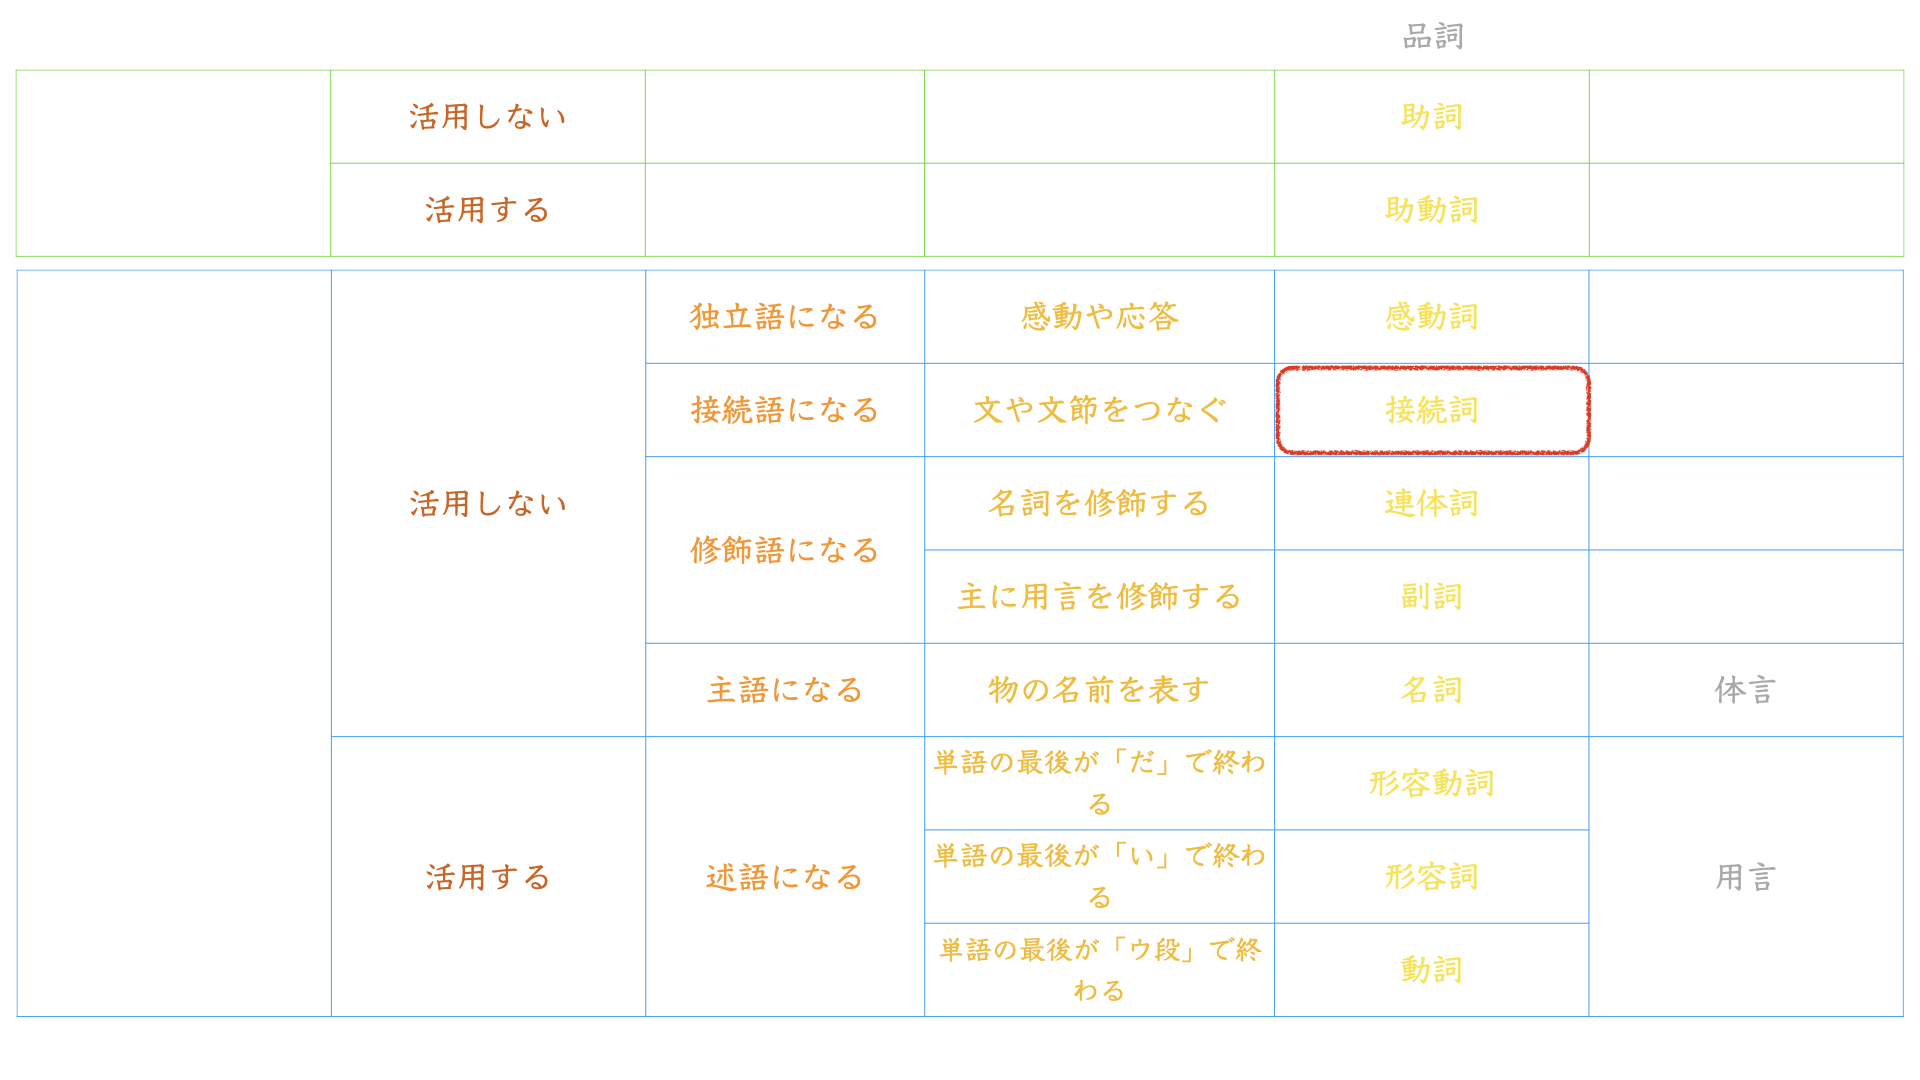 品詞
活用しない
助詞
活用する
助動詞
活用しない
独立語になる
感動や応答
感動詞
接続語になる
文や文節をつなぐ
接続詞
修飾語になる
名詞を修飾する
連体詞
主に用言を修飾する
副詞
主語になる
物の名前を表す
名詞
体言
活用する
述語になる
単語の最後が「だ」で終わ
る
形容動詞
単語の最後が「い」で終わ
る
形容詞
用言
単語の最後が「ウ段」で終
わる
動詞